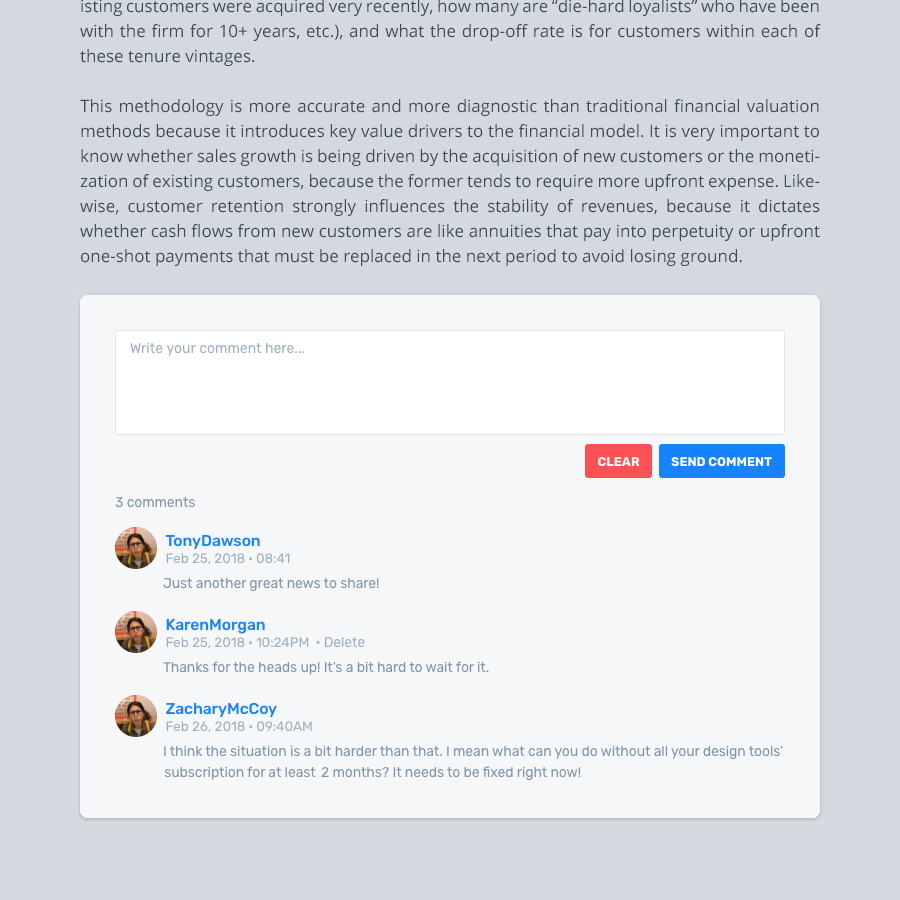 isting customers were acquired very recently, how many are “die-hard loyalists” who have been
with the firm for 10+ years, etc.), and what the drop-off rate is for customers within each of
these tenure vintages.
This methodology is more accurate and more diagnostic than traditional financial valuation
methods because it introduces key value drivers to the financial model. It is very important to
know whether sales growth is being driven by the acquisition of new customers or the moneti-
zation of existing customers, because the former tends to require more upfront expense. Like-
wise, customer retention strongly influences the stability of revenues, because it dictates
whether cash flows from new customers are like annuities that pay into perpetuity or upfront
one-shot payments that must be replaced in the next period to avoid losing ground.
Write your comment here...
CLEAR SEND COMMENT
3 comments
TonyDawson
Feb 25, 2018 • 08:41
Just another great news to share!
KarenMorgan
Feb 25, 2018 • 10:24PM • Delete
Thanks for the heads up! It's a bit hard to wait for it.
ZacharyMcCoy
Feb 26, 2018 • 09:40AM
I think the situation is a bit harder than that. I mean what can you do without all your design tools'
subscription for at least 2 months? It needs to be fixed right now!